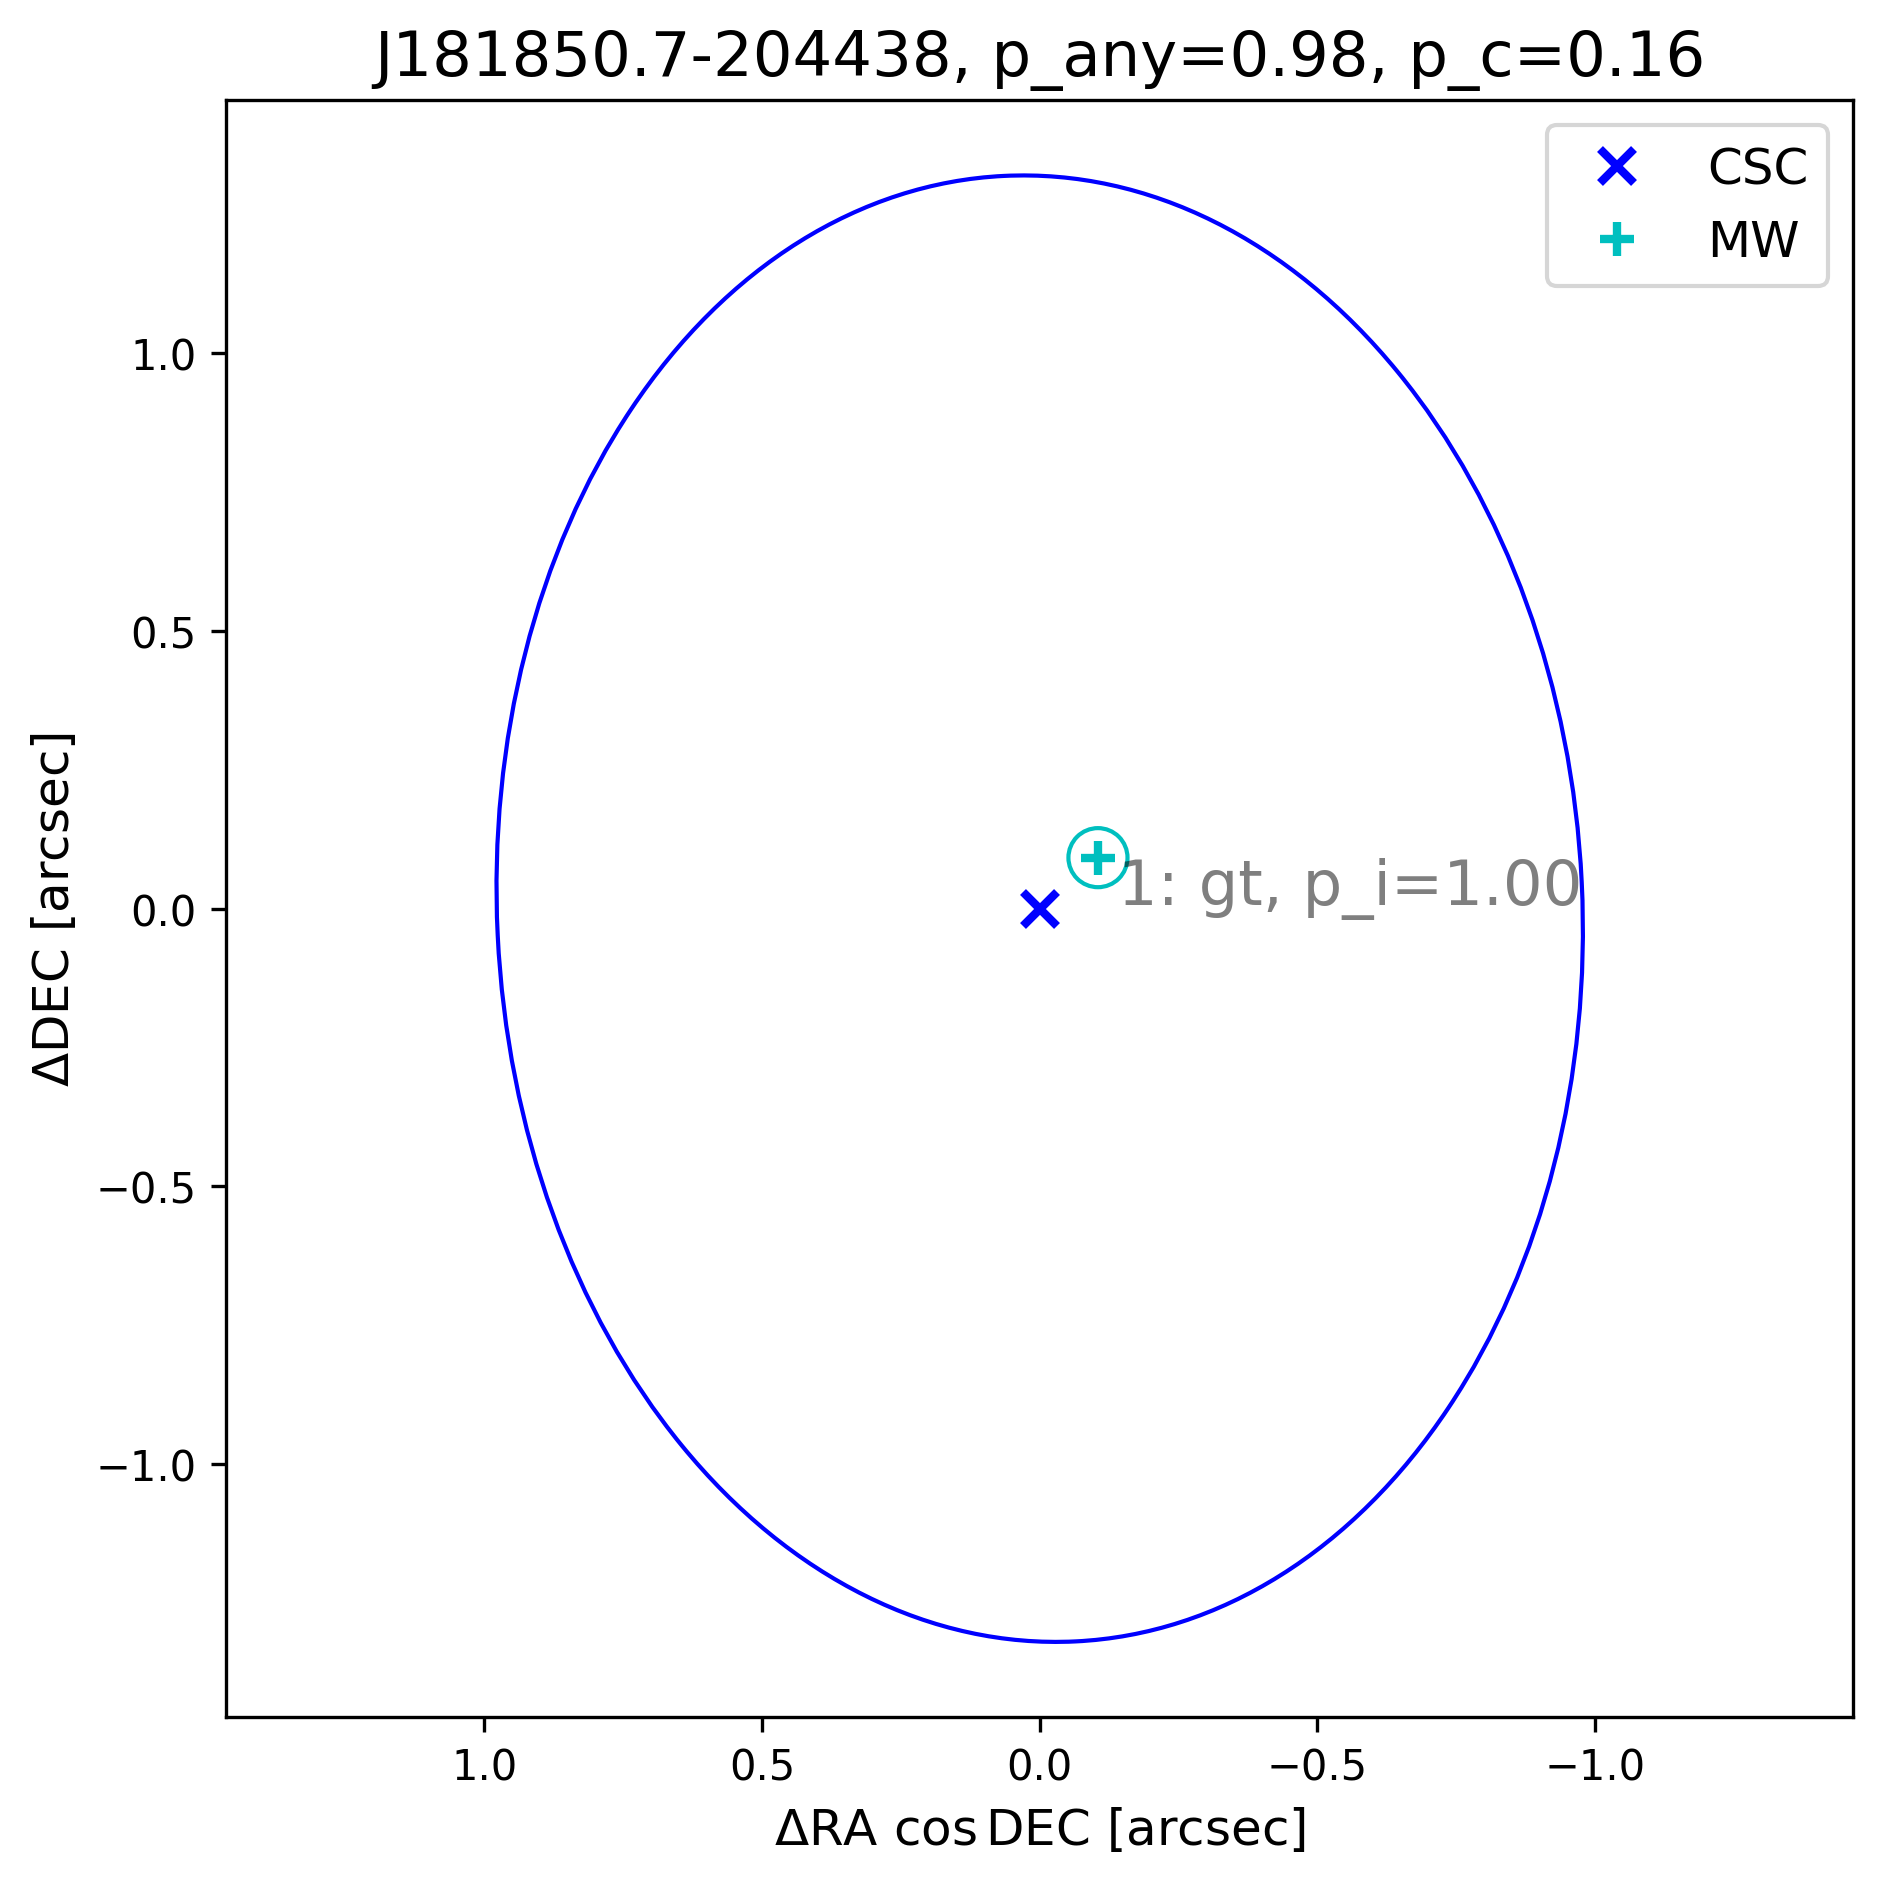 J181850.7-204438, p_any=0.98, p_c=0.16
CSC
MW
1.0
0.5
0.0
−0.5
−1.0
ΔDEC [arcsec]
1: gt, p_i=1.00
1.0
0.5
0.0
−0.5
−1.0
ΔRA cos DEC [arcsec]